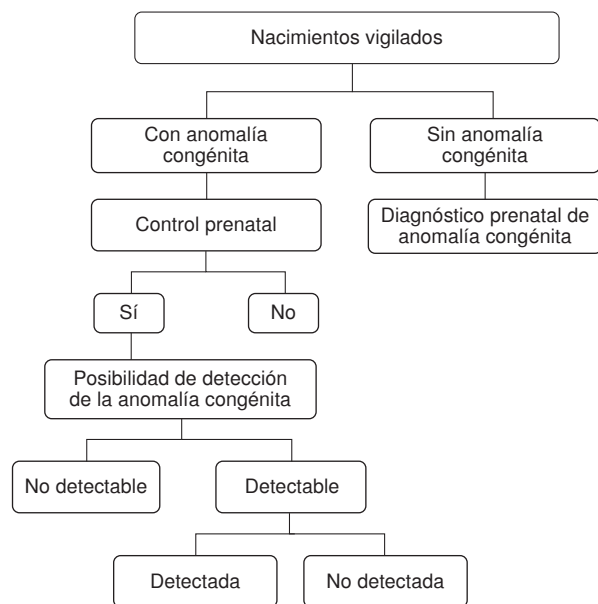 Nacimientos vigilados
Con anomalía
congénita
Sin anomalía
congénita
Control prenatal
Diagnóstico prenatal de
anomalía congénita
Sí
No
Posibilidad de detección
de la anomalía congénita
No detectable
Detectable
Detectada
No detectada